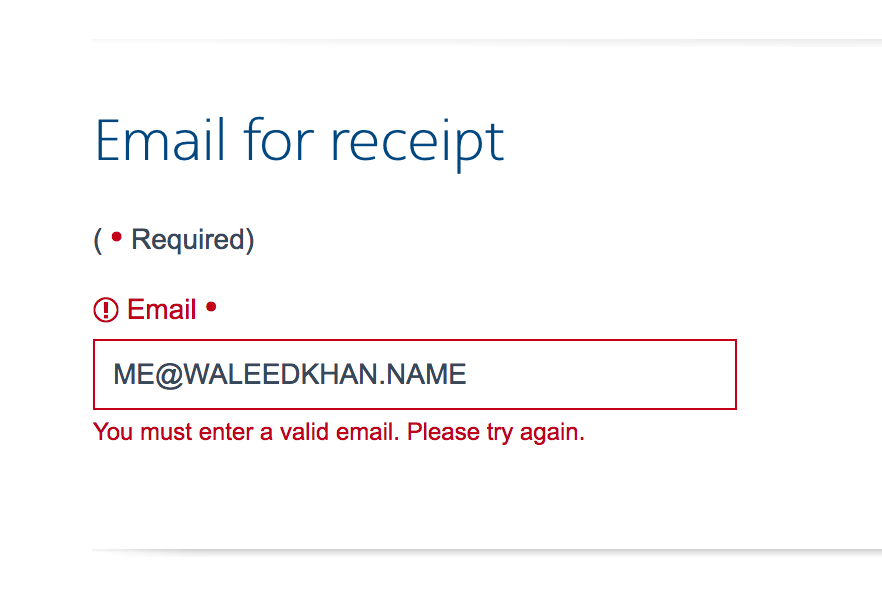 Email for receipt
( • Required)
! Email •
ME@WALEEDKHAN.NAME
You must enter a valid email. Please try again.